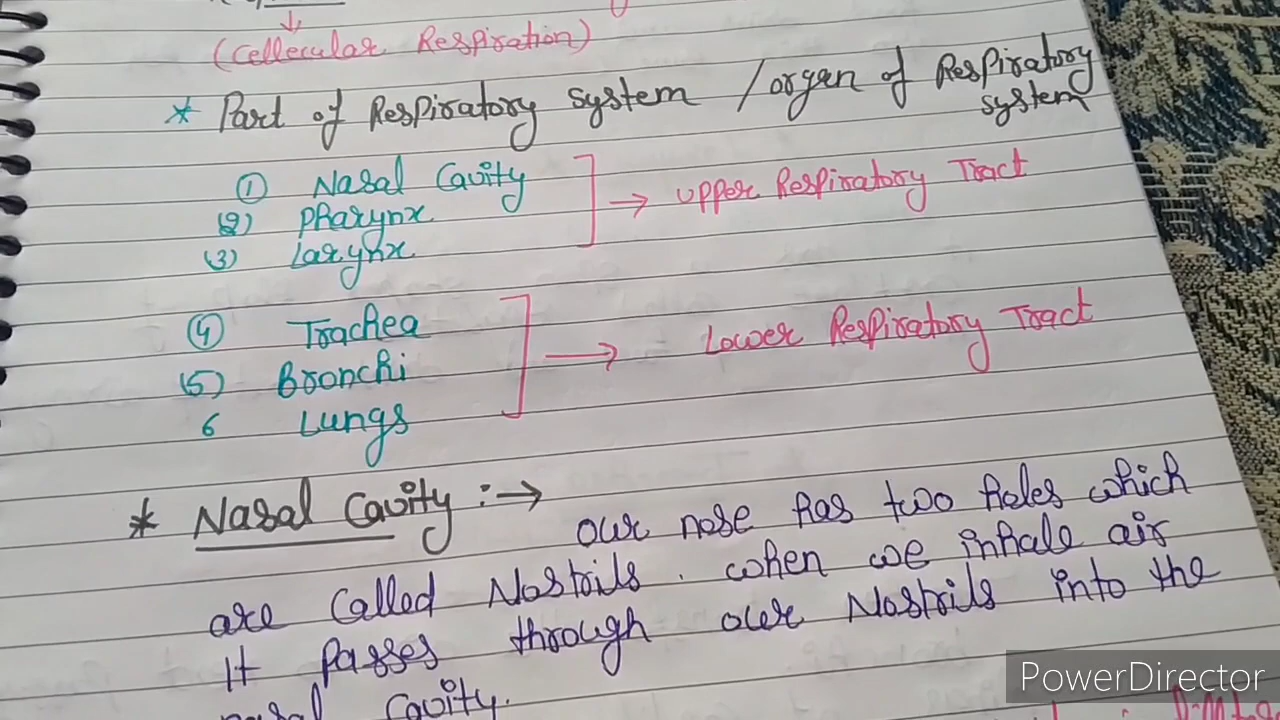 (Cellecular Respiration)
* Part of Respiratory system / organ of Respiratory
system
① Nasal Cavity
(2) Pharynx
(3) Larynx
] → upper Respiratory Tract
④ Trachea
(5) Bronchi
6 Lungs
] → Lower Respiratory Tract
* Nasal Cavity :→
our nose has two holes which
are Called Nostrils. when we inhale air
It Passes through our Nostrils into the
nasal Cavity.
PowerDirector